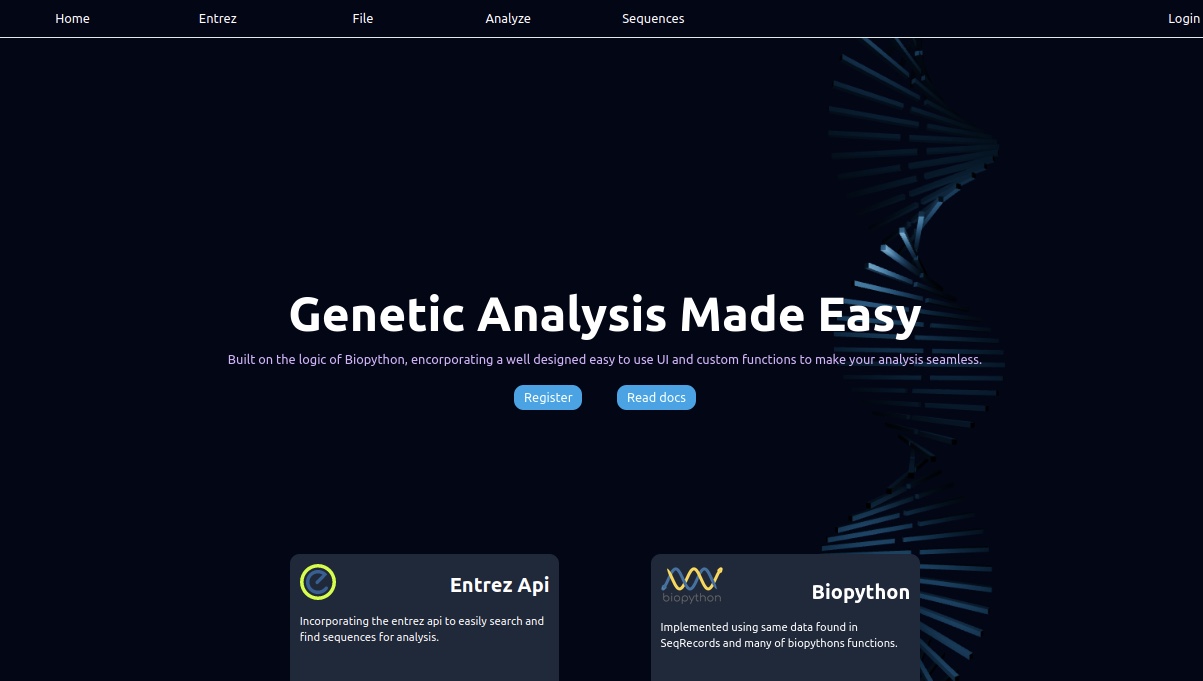 Home Entrez File Analyze Sequences Login
Genetic Analysis Made Easy
Built on the logic of Biopython, encorporating a well designed easy to use UI and custom functions to make your analysis seamless.
Register Read docs
Entrez Api
Incorporating the entrez api to easily search and
find sequences for analysis.
biopython
Biopython
Implemented using same data found in
SeqRecords and many of biopythons functions.